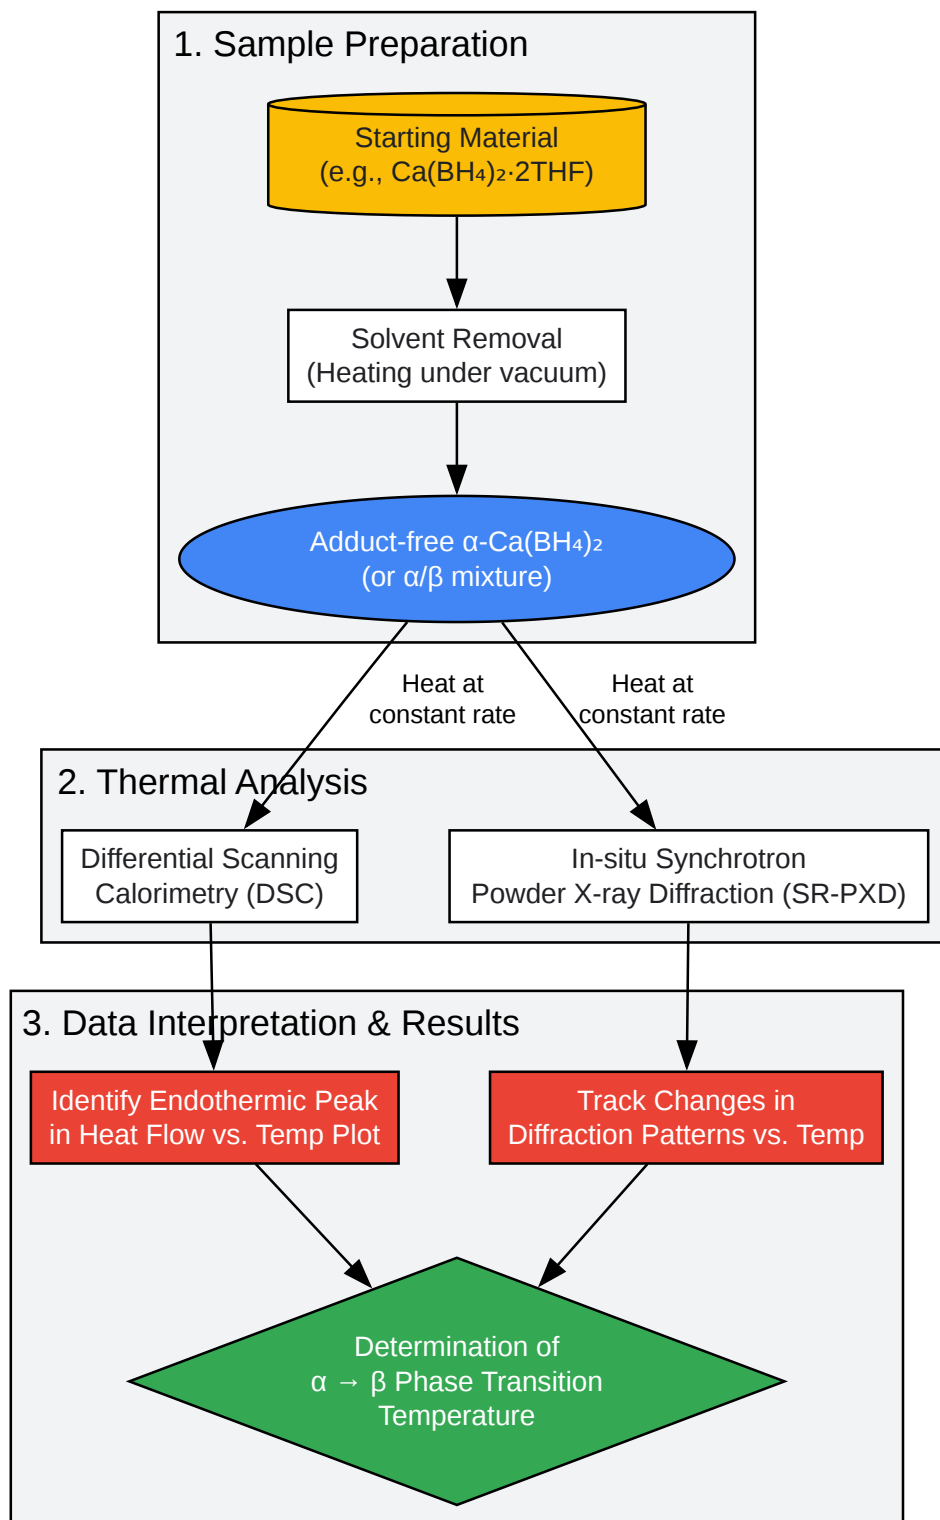 1. Sample Preparation
Starting Material
(e.g., Ca(BH₄)₂·2THF)
Solvent Removal
(Heating under vacuum)
Adduct-free α-Ca(BH₄)₂
(or α/β mixture)
Heat at
constant rate
Heat at
constant rate
2. Thermal Analysis
Differential Scanning
Calorimetry (DSC)
In-situ Synchrotron
Powder X-ray Diffraction (SR-PXD)
3. Data Interpretation & Results
Identify Endothermic Peak
in Heat Flow vs. Temp Plot
Track Changes in
Diffraction Patterns vs. Temp
Determination of
α → β Phase Transition
Temperature